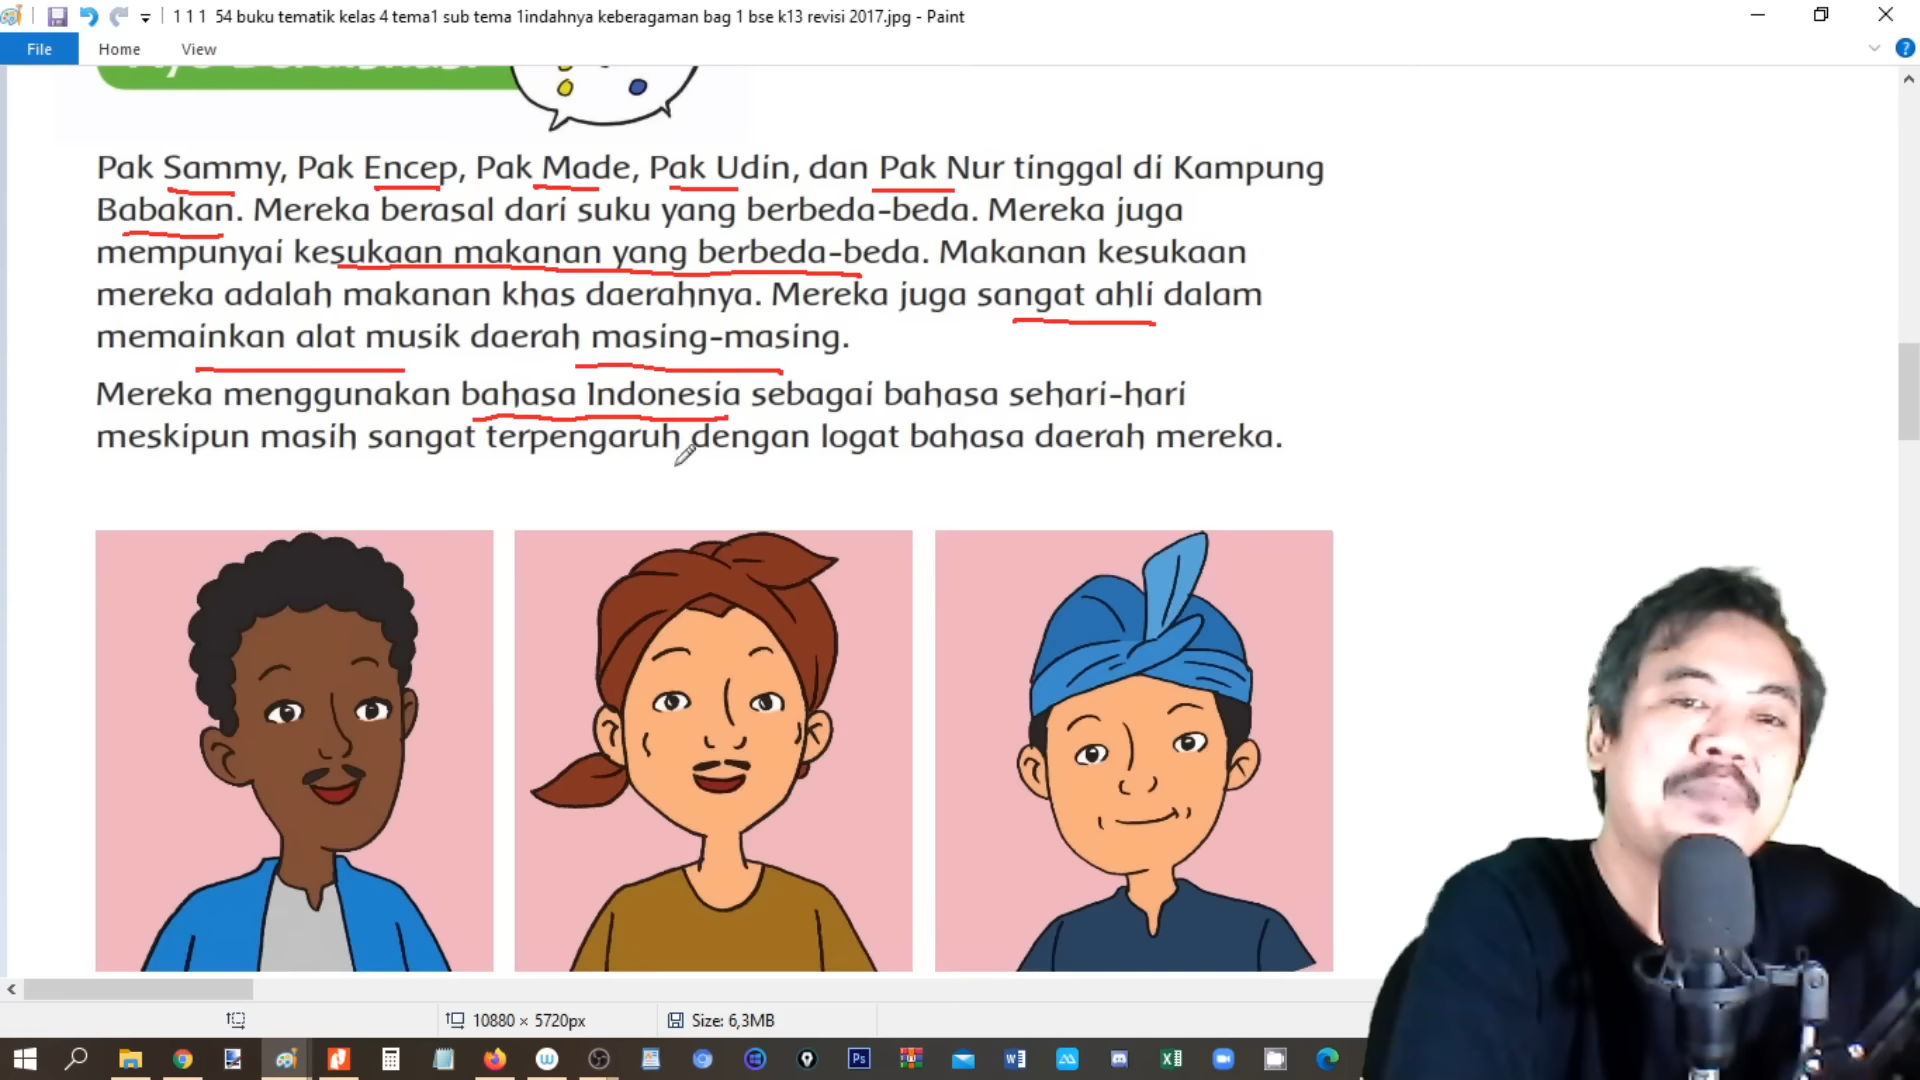 1 1 1 54 buku tematik kelas 4 tema1 sub tema 1indahnya keberagaman bag 1 bse k13 revisi 2017.jpg - Paint
File Home View
Pak Sammy, Pak Encep, Pak Made, Pak Udin, dan Pak Nur tinggal di Kampung
Babakan. Mereka berasal dari suku yang berbeda-beda. Mereka juga
mempunyai kesukaan makanan yang berbeda-beda. Makanan kesukaan
mereka adalah makanan khas daerahnya. Mereka juga sangat ahli dalam
memainkan alat musik daerah masing-masing.
Mereka menggunakan bahasa Indonesia sebagai bahasa sehari-hari
meskipun masih sangat terpengaruh dengan logat bahasa daerah mereka.
10880 × 5720px Size: 6,3MB
Ps